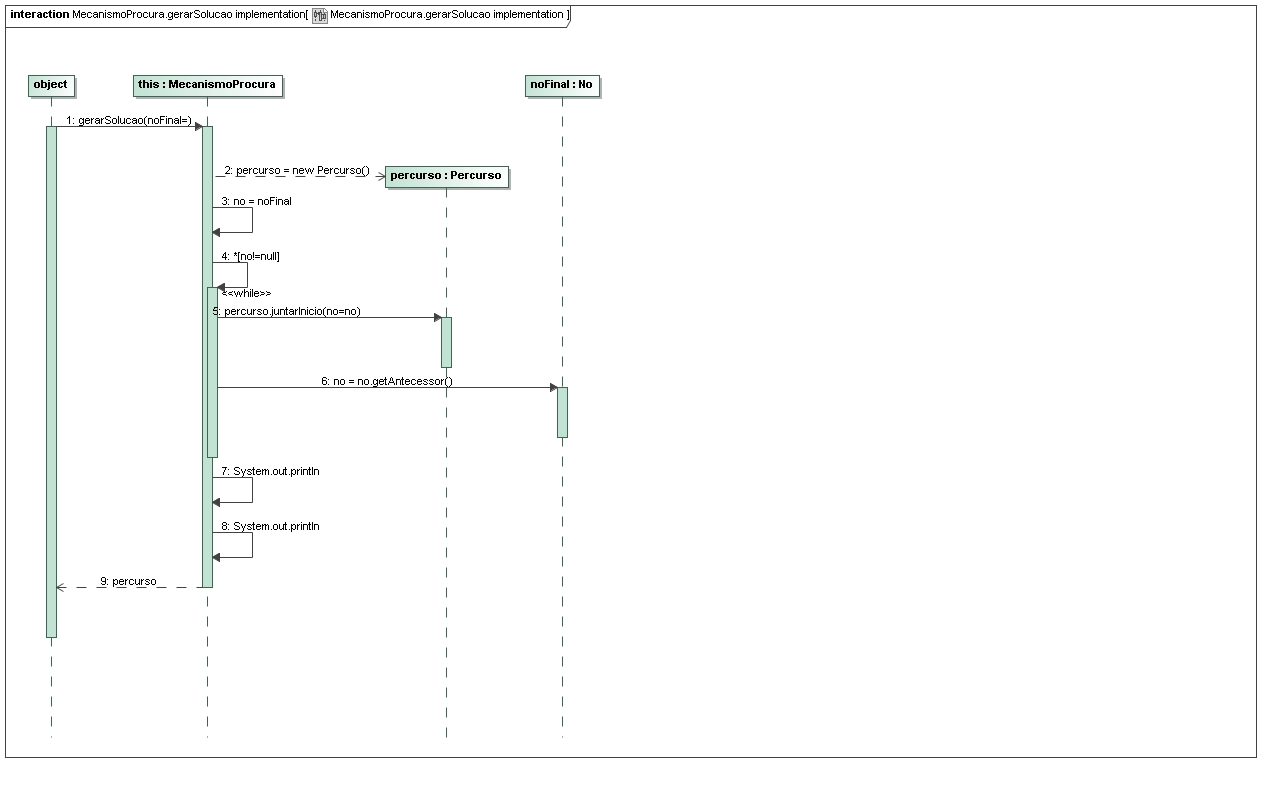 interaction MecanismoProcura.gerarSolucao implementation[ MecanismoProcura.gerarSolucao implementation ]
object
this : MecanismoProcura
noFinal : No
1: gerarSolucao(noFinal=)
2: percurso = new Percurso()
percurso : Percurso
3: no = noFinal
4: *[no!=null]
<<while>>
5: percurso.juntarInicio(no=no)
6: no = no.getAntecessor()
7: System.out.println
8: System.out.println
9: percurso